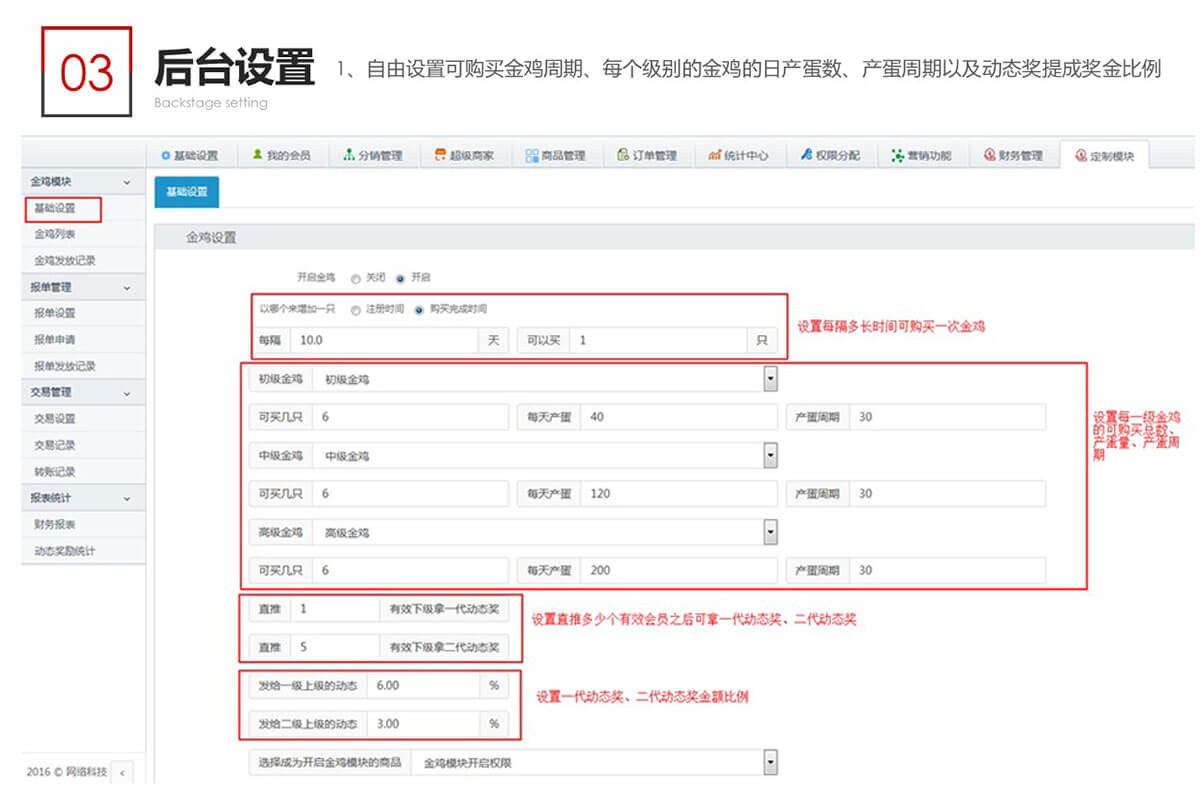 03
后台设置
Backstage setting
1、自由设置可购买金鸡周期、每个级别的金鸡的日产蛋数、产蛋周期以及动态奖提成奖金比例
基础设置 我的会员 分销管理 超级商家 商品管理 订单管理 统计中心 权限分配 营销功能 财务管理 定制模块
金鸡模块
基础设置
金鸡列表
金鸡发放记录
报单管理
报单设置
报单申请
报单发放记录
交易管理
交易设置
交易记录
转账记录
报表统计
财务报表
动态奖励统计
2016 © 网络科技 <
基础设置
金鸡设置
开启金鸡 关闭 开启
以哪个来增加一只 注册时间 购买完成时间
每隔 10.0 天 可以买 1 只
设置每隔多长时间可购买一次金鸡
初级金鸡 初级金鸡
可买几只 6 每天产蛋 40 产蛋周期 30
中级金鸡 中级金鸡
可买几只 6 每天产蛋 120 产蛋周期 30
高级金鸡 高级金鸡
可买几只 6 每天产蛋 200 产蛋周期 30
设置每一级金鸡
的可购买总数、
产蛋量、产蛋周
期
直推 1 有效下级拿一代动态奖
直推 5 有效下级拿二代动态奖
设置直推多少个有效会员之后可拿一代动态奖、二代动态奖
发给一级上级的动态 6.00 %
发给二级上级的动态 3.00 %
设置一代动态奖、二代动态奖金额比例
选择成为开启金鸡模块的商品 金鸡模块开启权限